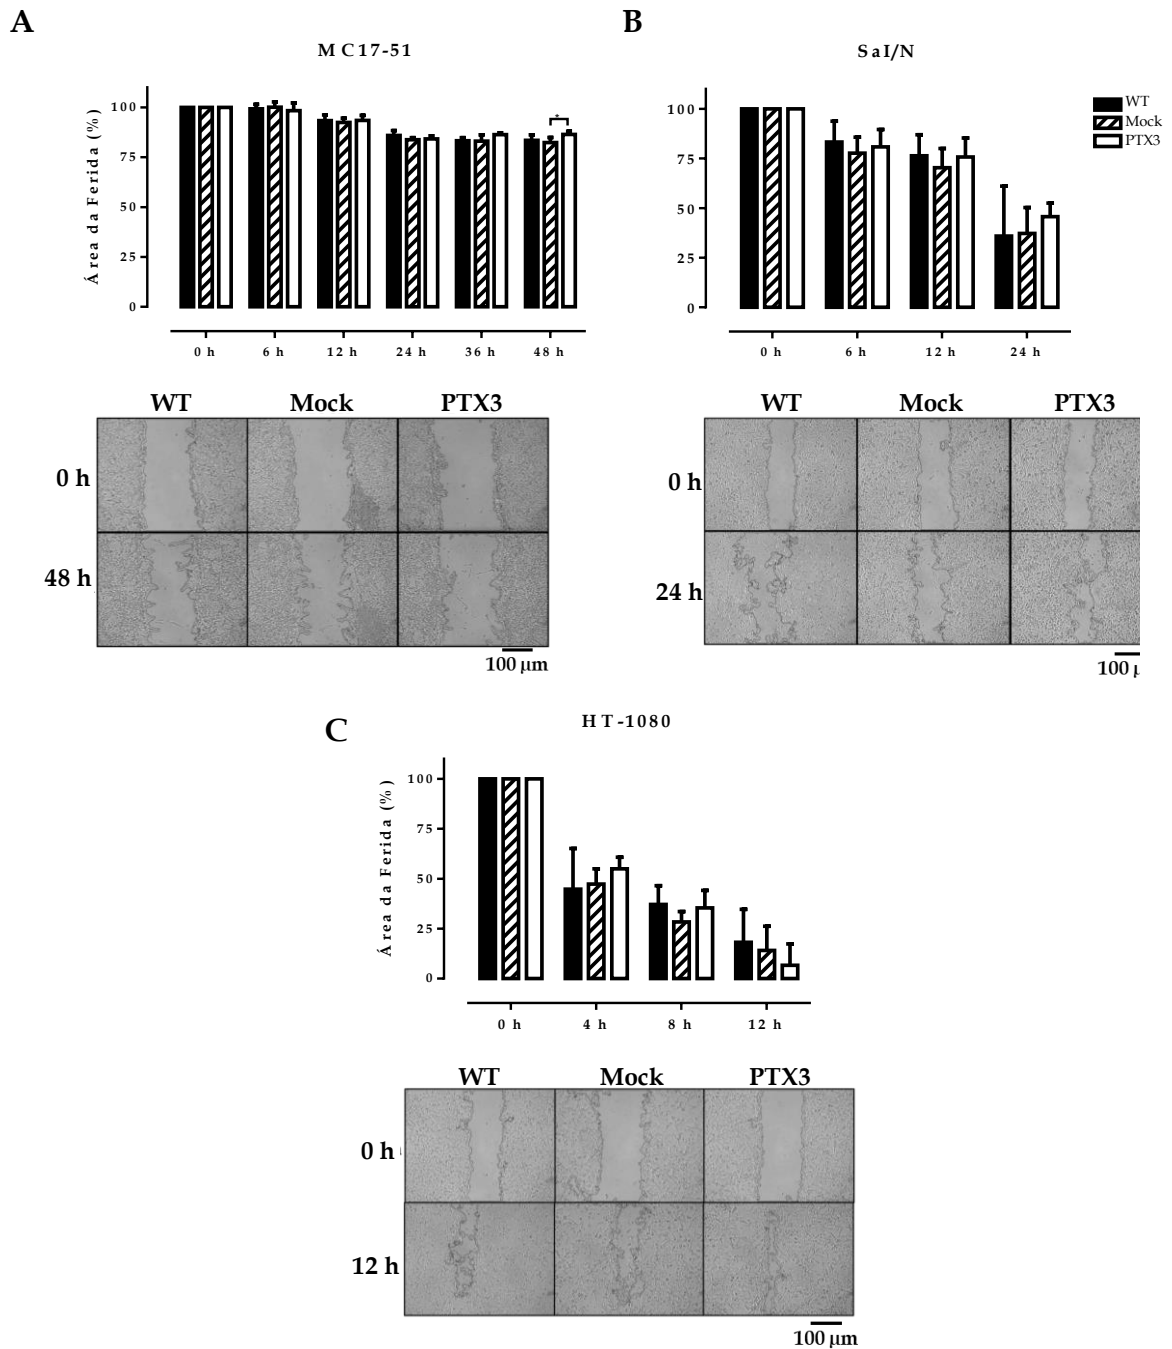 A
MC17-51
Área da Ferida (%)
100
75
50
25
0
*
0 h 6 h 12 h 24 h 36 h 48 h
WT Mock PTX3
0 h
48 h
100 µm
B
SaI/N
WT
Mock
PTX3
100
75
50
25
0
0 h 6 h 12 h 24 h
WT Mock PTX3
0 h
24 h
100 µ
C
HT-1080
Área da Ferida (%)
100
75
50
25
0
0 h 4 h 8 h 12 h
WT Mock PTX3
0 h
12 h
100 µm